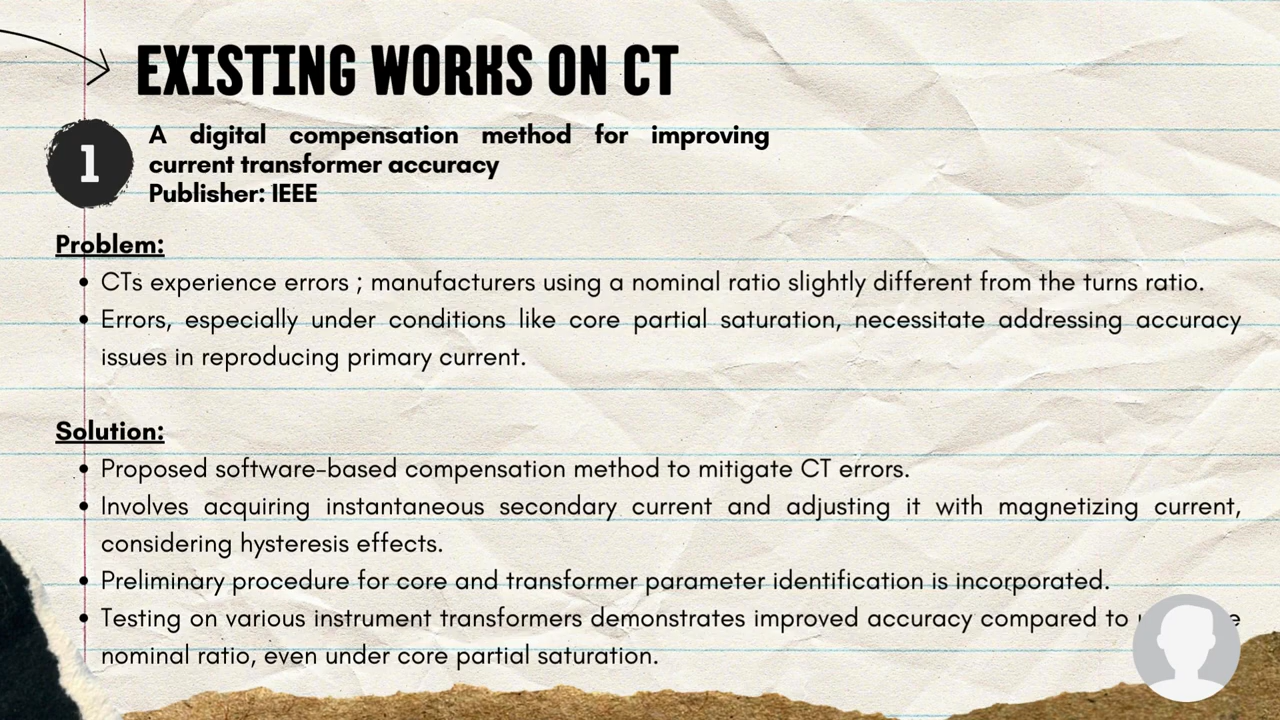 EXISTING WORKS ON CT
1
A digital compensation method for improving
current transformer accuracy
Publisher: IEEE
Problem:
• CTs experience errors ; manufacturers using a nominal ratio slightly different from the turns ratio.
• Errors, especially under conditions like core partial saturation, necessitate addressing accuracy
issues in reproducing primary current.
Solution:
• Proposed software-based compensation method to mitigate CT errors.
• Involves acquiring instantaneous secondary current and adjusting it with magnetizing current,
considering hysteresis effects.
• Preliminary procedure for core and transformer parameter identification is incorporated.
• Testing on various instrument transformers demonstrates improved accuracy compared to
nominal ratio, even under core partial saturation.